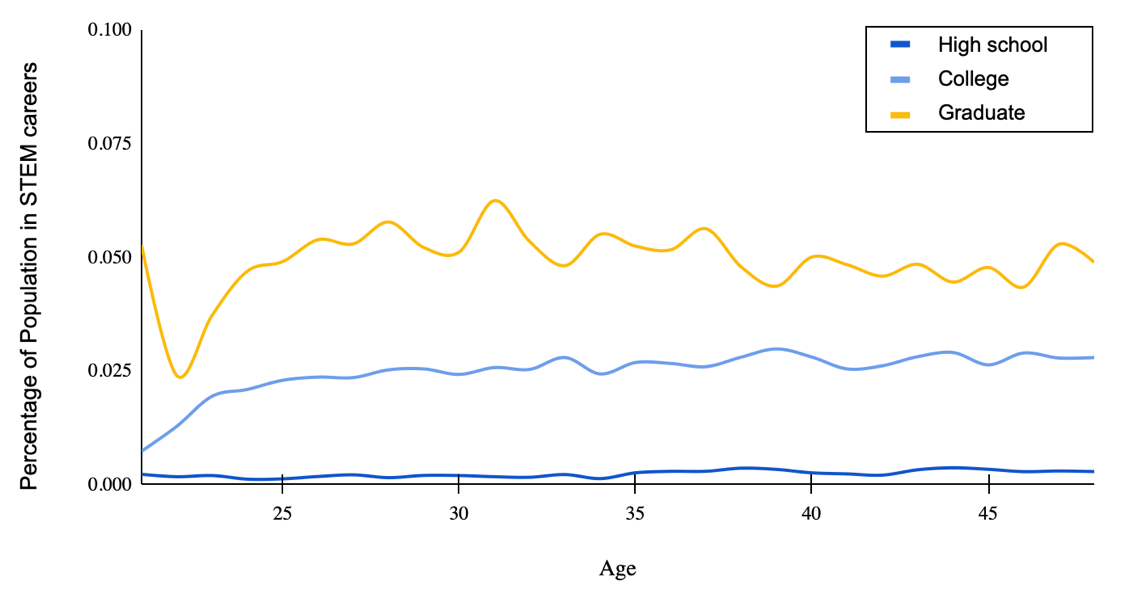 Percentage of Population in STEM careers
0.100
0.075
0.050
0.025
0.000
High school
College
Graduate
25 30 35 40 45
Age